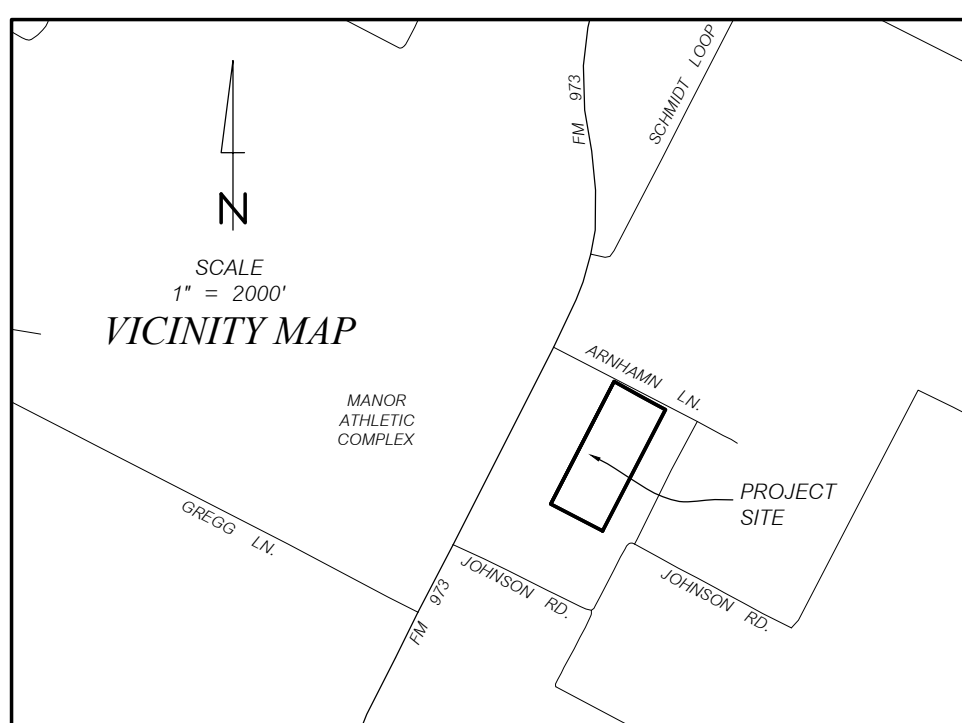 FM 973
SCHMIDT LOOP
N
SCALE
1" = 2000'
VICINITY MAP
ARNHAMN LN.
MANOR
ATHLETIC
COMPLEX
PROJECT
SITE
GREGG LN.
JOHNSON RD.
JOHNSON RD.
FM 973